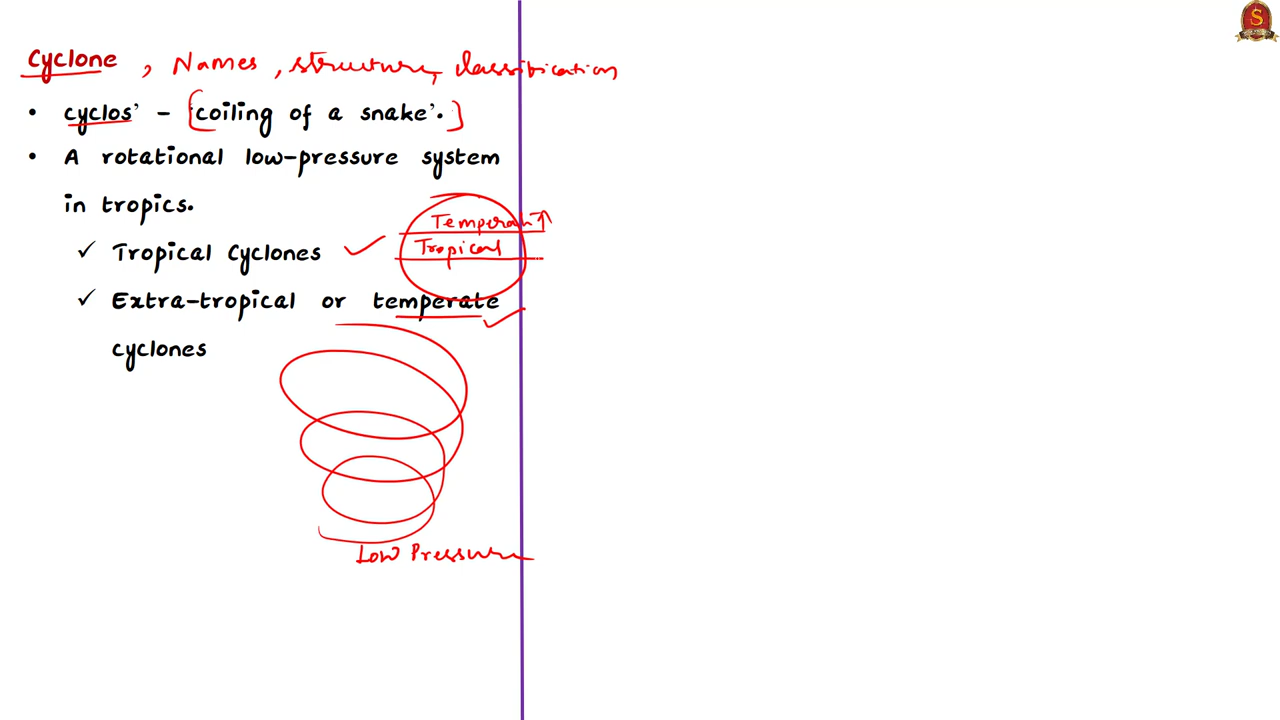 Cyclone , Names , structure, classification
• cyclos' - [coiling of a snake'.]
• A rotational low-pressure system
in tropics.
Temperate ↑
✓ Tropical Cyclones ✓ Tropical
✓ Extra-tropical or temperate ✓
cyclones
Low Pressure
S